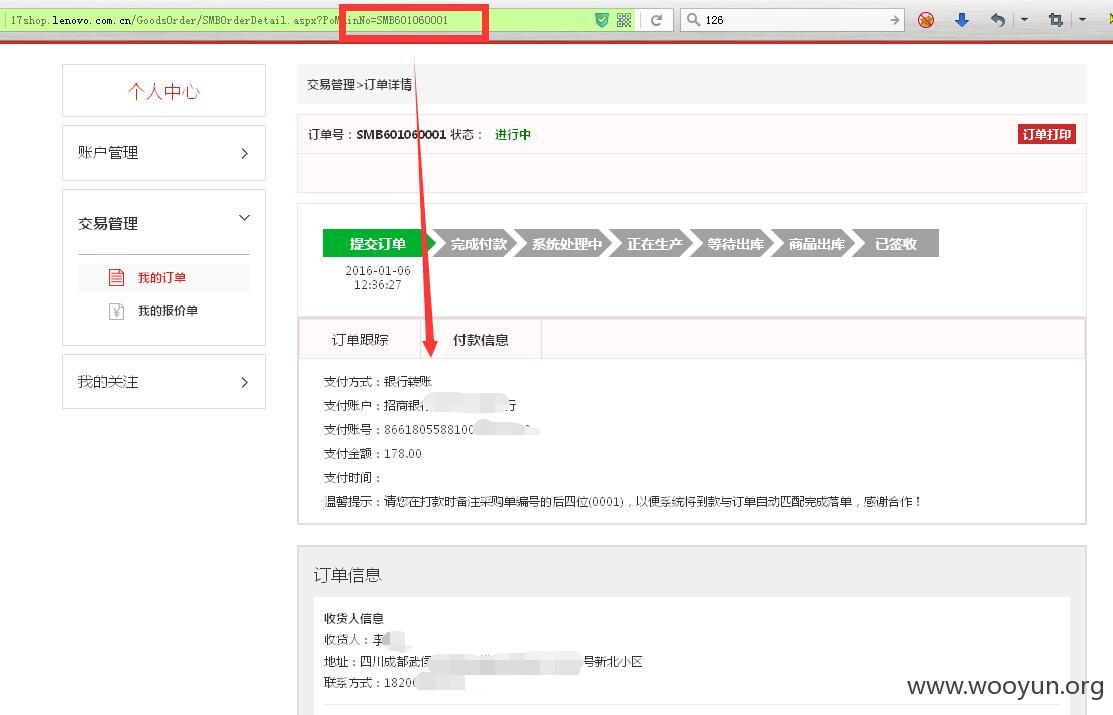 17shop.lenovo.com.cn/GoodsOrder/SMBOrderDetail.aspx?PoMainNo=SMB601060001
126
个人中心
账户管理
交易管理
我的订单
我的报价单
我的关注
交易管理>订单详情
订单号：SMB601060001 状态： 进行中
订单打印
提交订单 完成付款 系统处理中 正在生产 等待出库 商品出库 已签收
2016-01-06
12:36:27
订单跟踪 付款信息
支付方式：银行转账
支付账户：招商银行 行
支付账号：8661805588100
支付金额：178.00
支付时间：
温馨提示：请您在打款时备注采购单编号的后四位(0001)，以便系统将到款与订单自动匹配完成落单，感谢合作！
订单信息
收货人信息
收货人：李
地址：四川成都武侯 号新北小区
联系方式：18206
www.wooyun.org